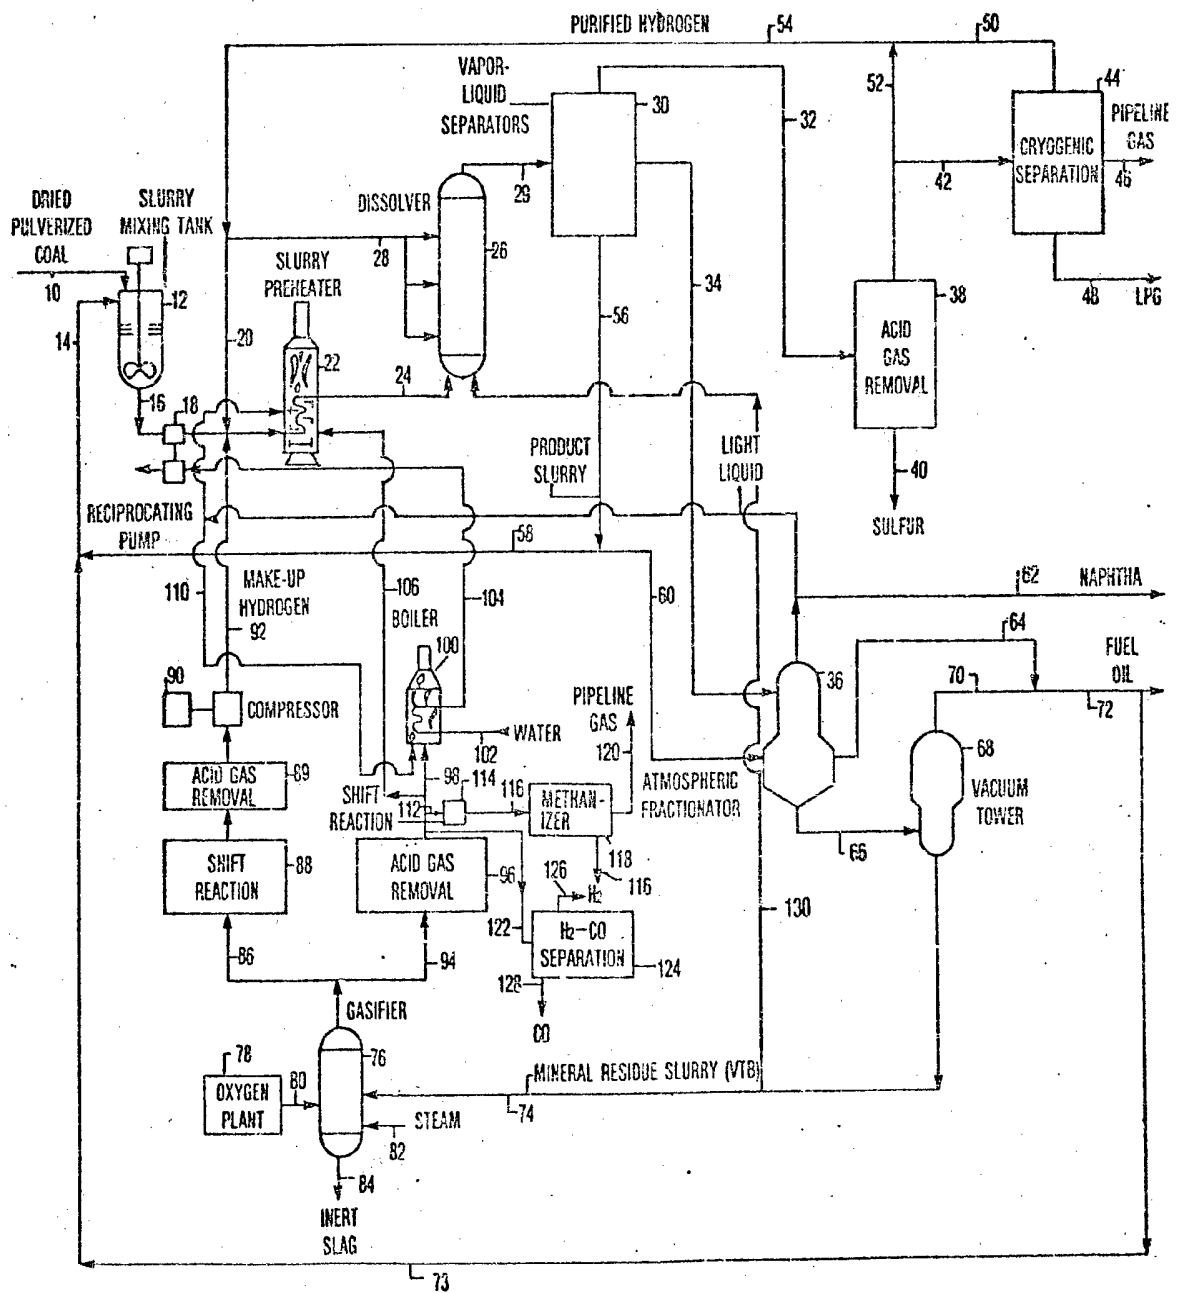 PURIFIED HYDROGEN
54
50
VAPOR-
LIQUID
SEPARATORS
30
32
52
44
CRYOGENIC
SEPARATION
PIPELINE
GAS
46
42
48
LPG
DRIED
PULVERIZED
COAL
10
SLURRY
MIXING TANK
12
14
16
18
DISSOLVER
29
26
28
SLURRY
PREHEATER
20
22
24
34
56
38
ACID
GAS
REMOVAL
40
SULFUR
PRODUCT
SLURRY
LIGHT
LIQUID
RECIPROCATING
PUMP
58
110
MAKE-UP
HYDROGEN
92
106
104
60
62
NAPHTHA
64
FUEL
OIL
BOILER
100
90
COMPRESSOR
WATER
102
PIPELINE
GAS
120
36
70
72
68
VACUUM
TOWER
ATMOSPHERIC
FRACTIONATOR
89
ACID GAS
REMOVAL
98
114
SHIFT
REACTION
112
116
METHAN-
IZER
118
116
66
88
SHIFT
REACTION
ACID GAS
REMOVAL
96
126
H₂
122
H₂-CO
SEPARATION
124
128
CO
130
86
94
GASIFIER
76
78
OXYGEN
PLANT
80
MINERAL RESIDUE SLURRY (VTB)
74
STEAM
82
84
INERT
SLAG
73